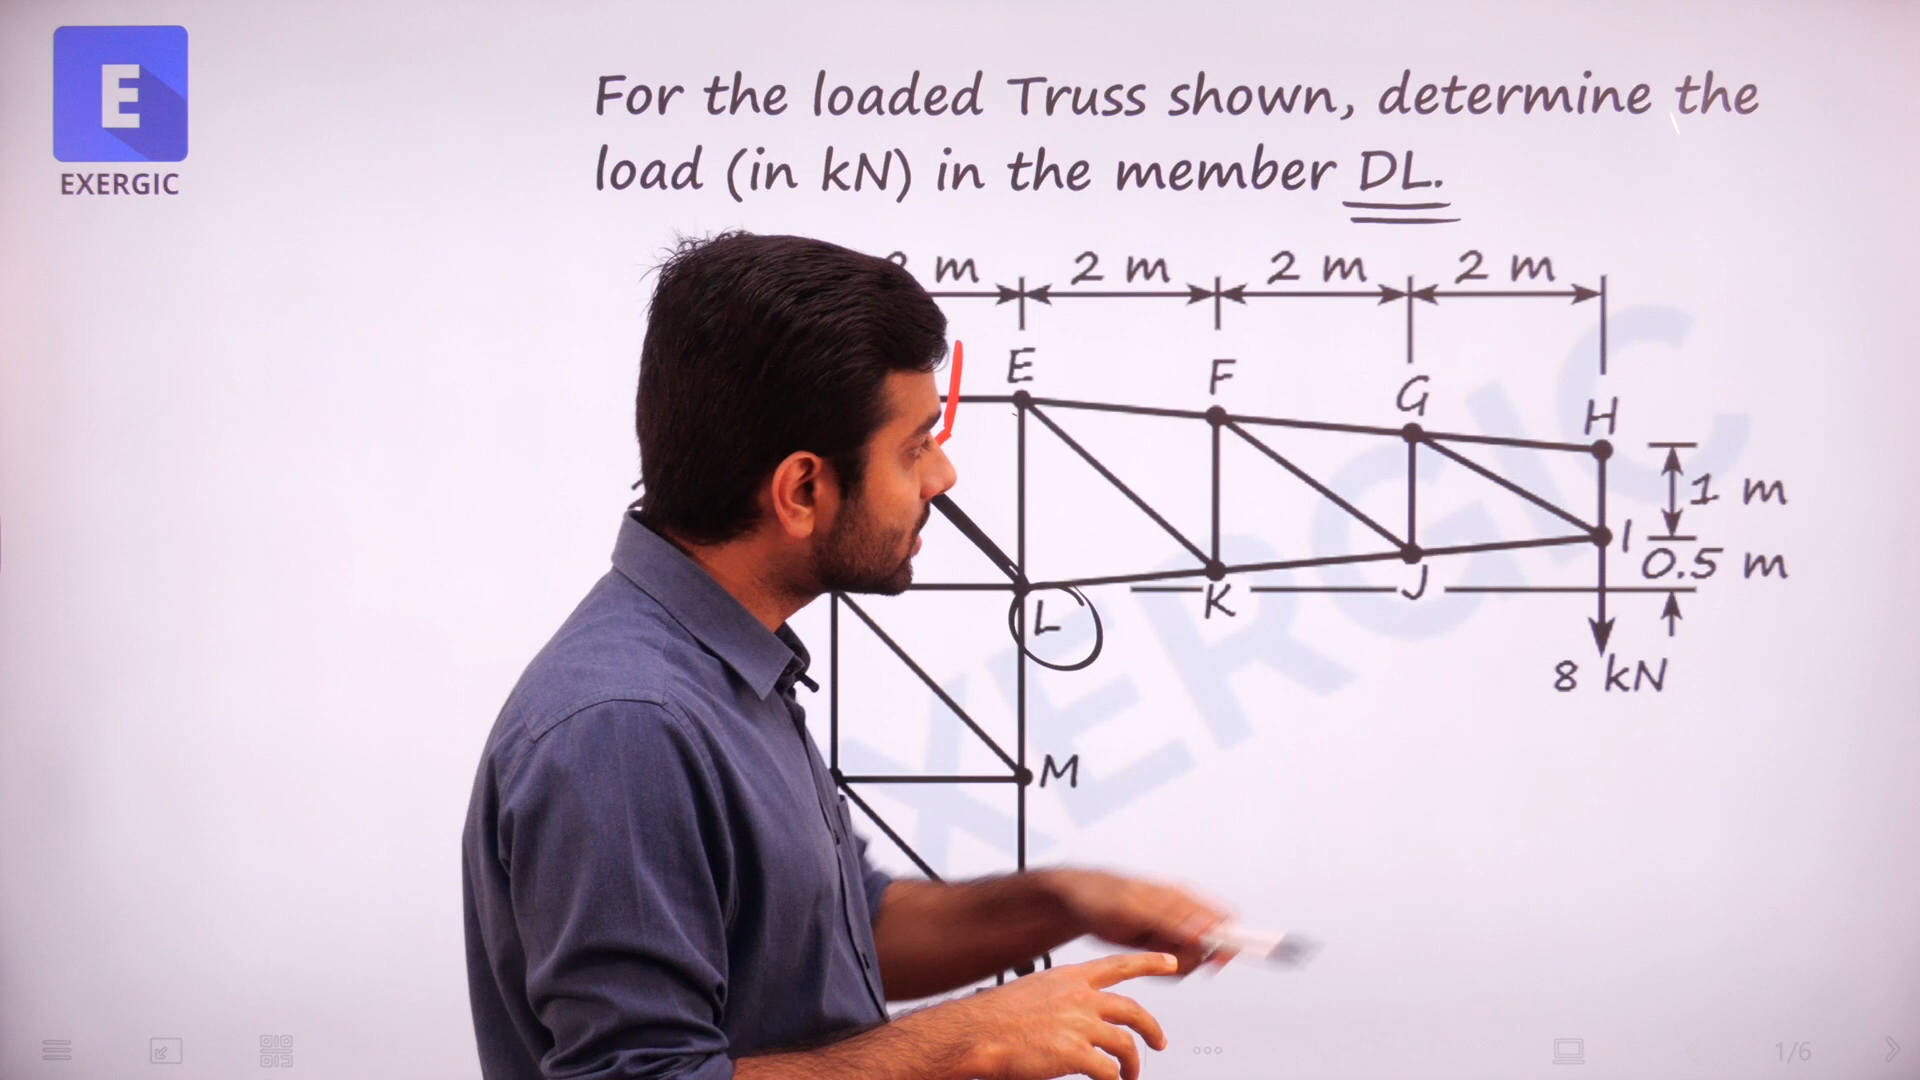 E
EXERGIC
For the loaded Truss shown, determine the
load (in kN) in the member DL.
m 2 m 2 m 2 m
E F G H
1 m
I 0.5 m
L K J
8 kN
M
1/6